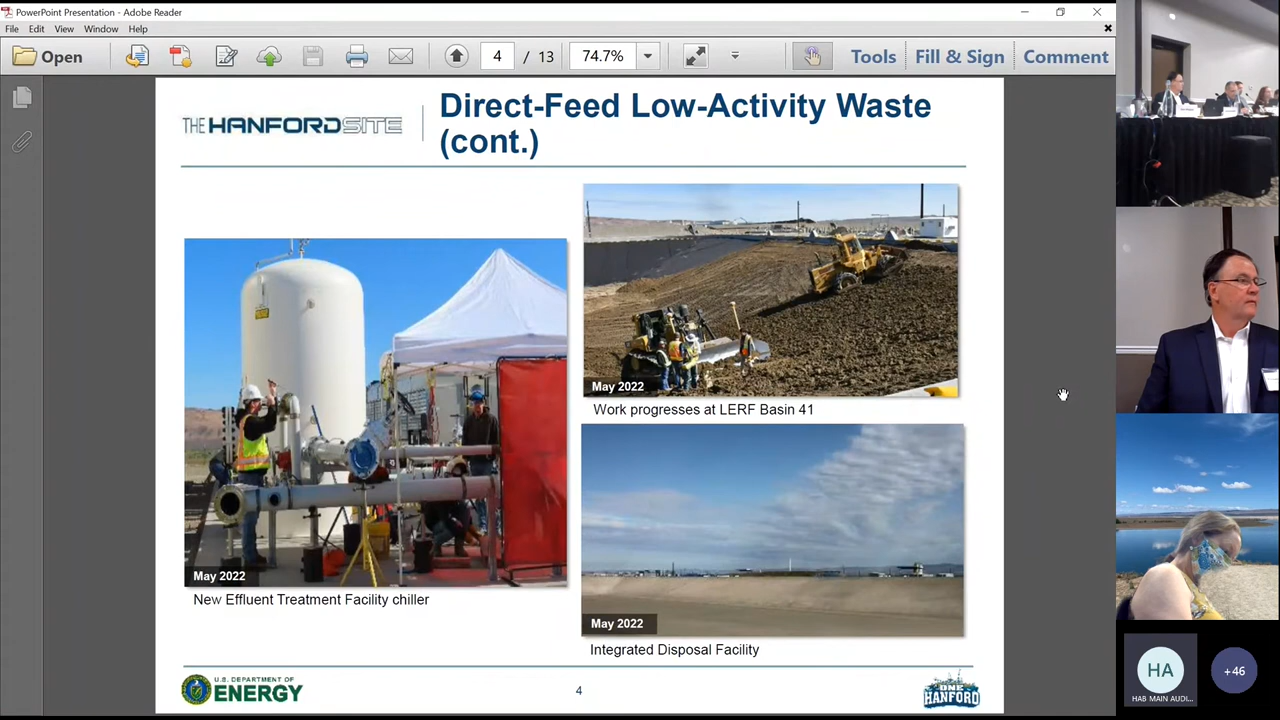 PowerPoint Presentation - Adobe Reader
File Edit View Window Help
Open
4 / 13
74.7%
Tools
Fill & Sign
Comment
THE HANFORD SITE
Direct-Feed Low-Activity Waste
(cont.)
May 2022
New Effluent Treatment Facility chiller
May 2022
Work progresses at LERF Basin 41
May 2022
Integrated Disposal Facility
U.S. DEPARTMENT OF
ENERGY
4
ONE
HANFORD
HA
HAB MAIN AUDI...
+46